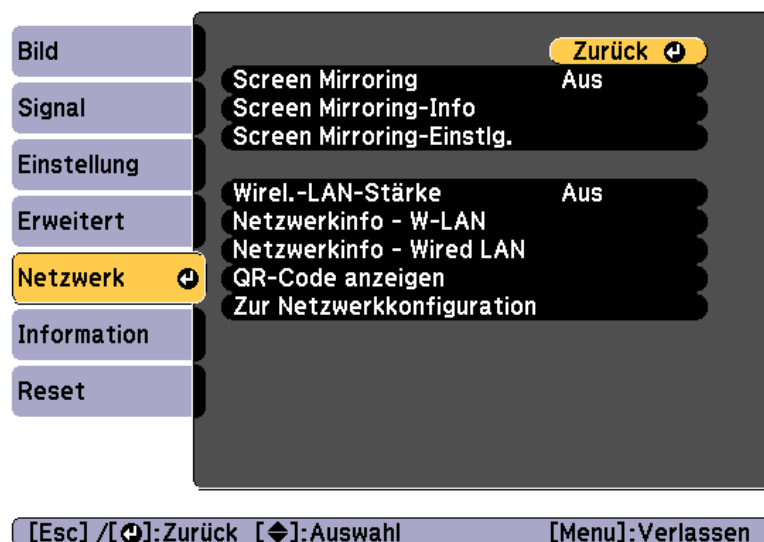 Bild
Signal
Einstellung
Erweitert
Netzwerk
Information
Reset
Zurück
Screen Mirroring Aus
Screen Mirroring-Info
Screen Mirroring-Einstlg.
Wirel.-LAN-Stärke Aus
Netzwerkinfo - W-LAN
Netzwerkinfo - Wired LAN
QR-Code anzeigen
Zur Netzwerkkonfiguration
[Esc] /[⏎]:Zurück [◆]:Auswahl [Menu]:Verlassen